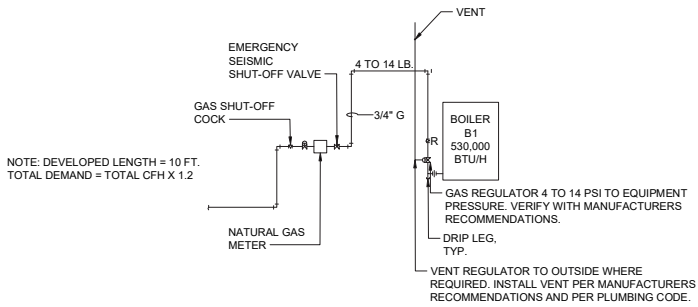 VENT
EMERGENCY
SEISMIC
SHUT-OFF VALVE
4 TO 14 LB.
GAS SHUT-OFF
COCK
3/4" G
BOILER
B1
530,000
BTU/H
R
NOTE: DEVELOPED LENGTH = 10 FT.
TOTAL DEMAND = TOTAL CFH X 1.2
GAS REGULATOR 4 TO 14 PSI TO EQUIPMENT
PRESSURE. VERIFY WITH MANUFACTURERS
RECOMMENDATIONS.
NATURAL GAS
METER
DRIP LEG,
TYP.
VENT REGULATOR TO OUTSIDE WHERE
REQUIRED. INSTALL VENT PER MANUFACTURERS
RECOMMENDATIONS AND PER PLUMBING CODE.